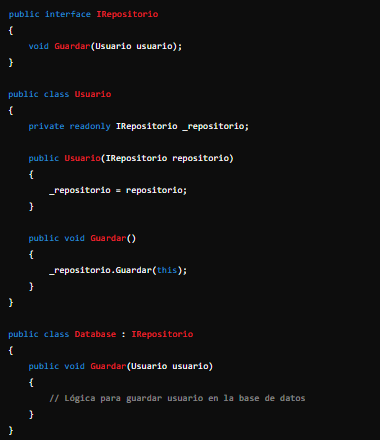 public interface IRepositorio
{
    void Guardar(Usuario usuario);
}

public class Usuario
{
    private readonly IRepositorio _repositorio;

    public Usuario(IRepositorio repositorio)
    {
        _repositorio = repositorio;
    }

    public void Guardar()
    {
        _repositorio.Guardar(this);
    }
}

public class Database : IRepositorio
{
    public void Guardar(Usuario usuario)
    {
        // Lógica para guardar usuario en la base de datos
    }
}